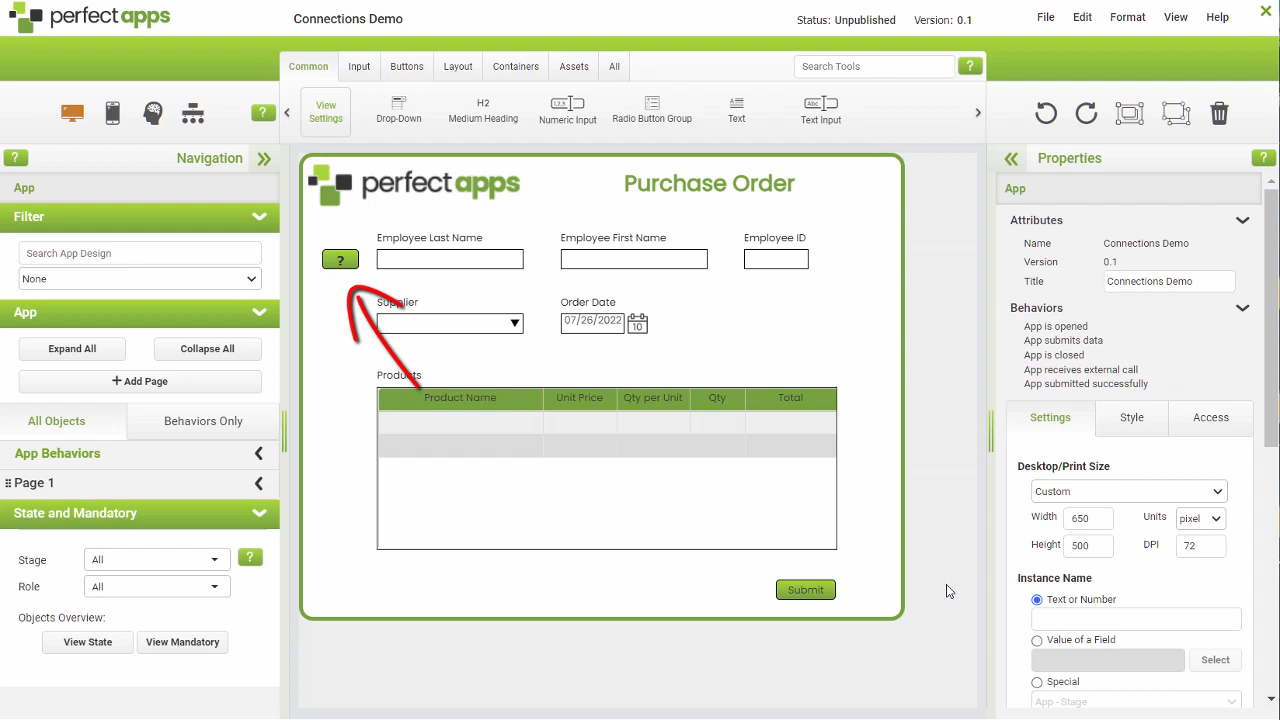 perfectapps
Connections Demo
Status: Unpublished
Version: 0.1
File
Edit
Format
View
Help
Common
Input
Buttons
Layout
Containers
Assets
All
Search Tools
?
?
View
Settings
Drop-Down
H2
Medium Heading
1,2,3
Numeric Input
Radio Button Group
Text
Abc
Text Input
?
Navigation
App
Filter
Search App Design
None
App
Expand All
Collapse All
+ Add Page
All Objects
Behaviors Only
App Behaviors
Page 1
State and Mandatory
Stage
All
?
Role
All
Objects Overview:
View State
View Mandatory
perfectapps
Purchase Order
Employee Last Name
Employee First Name
Employee ID
?
Supplier
Order Date
07/26/2022
10
Products
Product Name
Unit Price
Qty per Unit
Qty
Total
Submit
Properties
?
App
Attributes
Name
Connections Demo
Version
0.1
Title
Connections Demo
Behaviors
App is opened
App submits data
App is closed
App receives external call
App submitted successfully
Settings
Style
Access
Desktop/Print Size
Custom
Width
650
Units
pixel
Height
500
DPI
72
Instance Name
Text or Number
Value of a Field
Select
Special
App - Stage